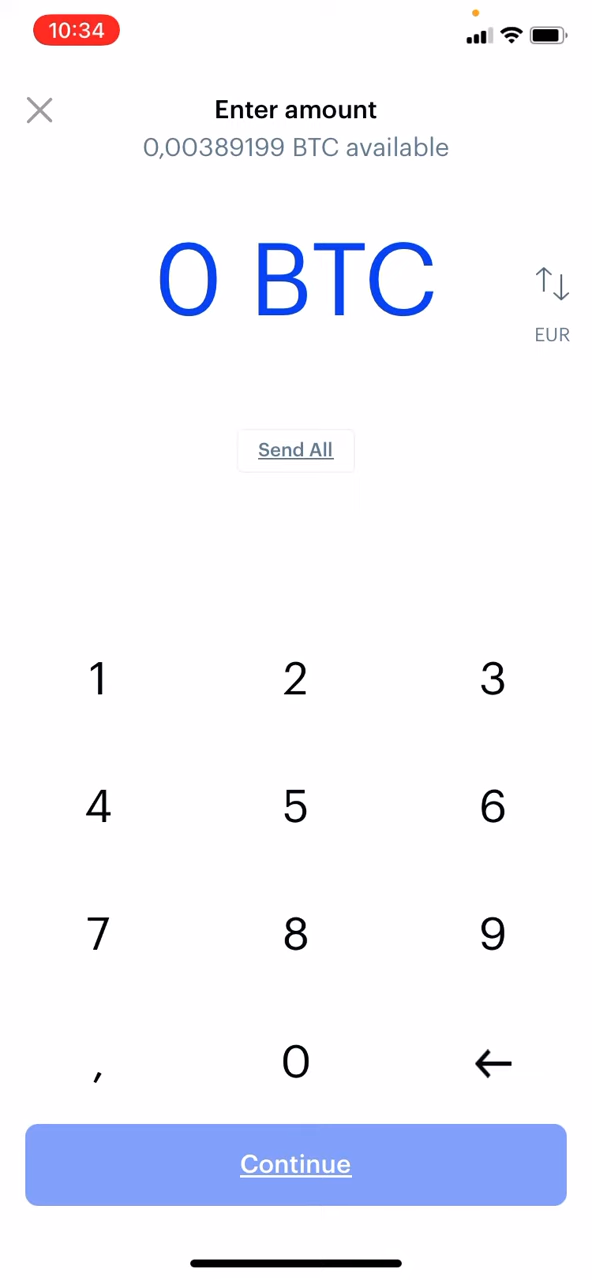 10:34
Enter amount
0,00389199 BTC available
0 BTC
EUR
Send All
1 2 3
4 5 6
7 8 9
, 0
Continue